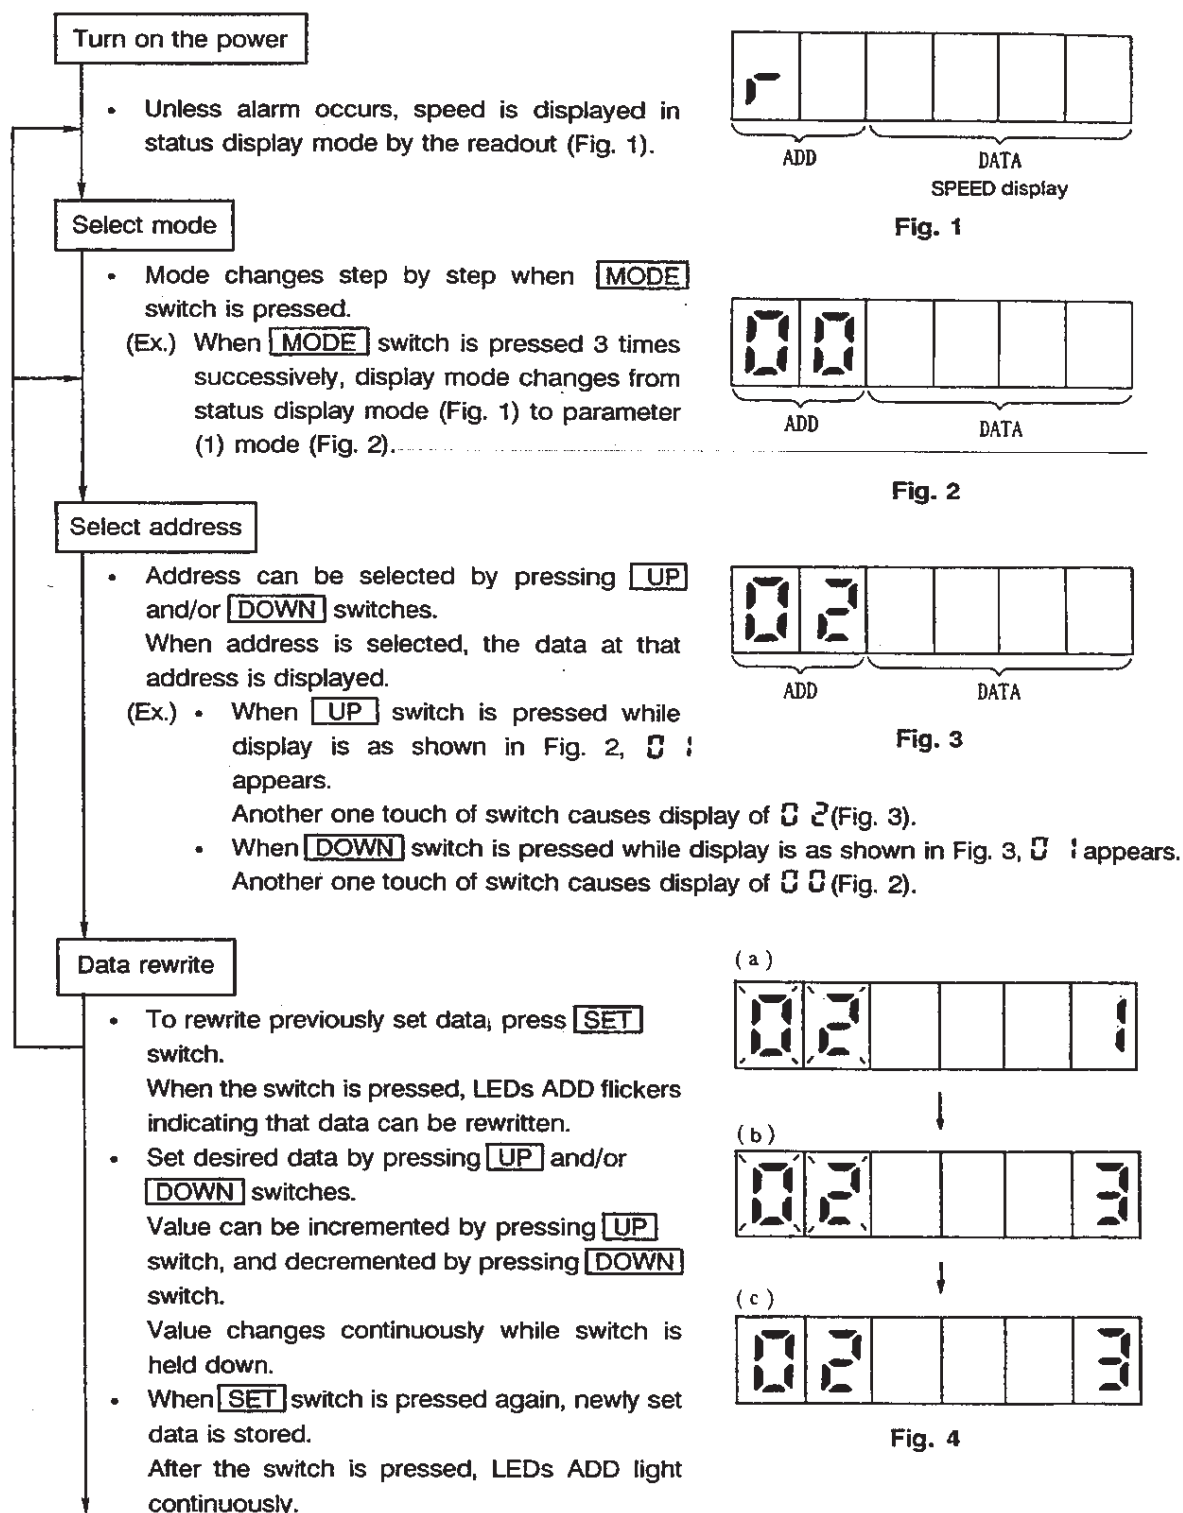 Turn on the power
• Unless alarm occurs, speed is displayed in
status display mode by the readout (Fig. 1).
r
ADD DATA
SPEED display
Fig. 1
Select mode
• Mode changes step by step when MODE
switch is pressed.
(Ex.) When MODE switch is pressed 3 times
successively, display mode changes from
status display mode (Fig. 1) to parameter
(1) mode (Fig. 2).
00
ADD DATA
Fig. 2
Select address
• Address can be selected by pressing UP
and/or DOWN switches.
When address is selected, the data at that
address is displayed.
(Ex.) • When UP switch is pressed while
display is as shown in Fig. 2, 0 1
appears.
Another one touch of switch causes display of 0 2 (Fig. 3).
• When DOWN switch is pressed while display is as shown in Fig. 3, 0 1 appears.
Another one touch of switch causes display of 0 0 (Fig. 2).
02
ADD DATA
Fig. 3
Data rewrite
• To rewrite previously set data, press SET
switch.
When the switch is pressed, LEDs ADD flickers
indicating that data can be rewritten.
• Set desired data by pressing UP and/or
DOWN switches.
Value can be incremented by pressing UP
switch, and decremented by pressing DOWN
switch.
Value changes continuously while switch is
held down.
• When SET switch is pressed again, newly set
data is stored.
After the switch is pressed, LEDs ADD light
continuously.
(a)
02 1
(b)
02 3
(c)
02 3
Fig. 4